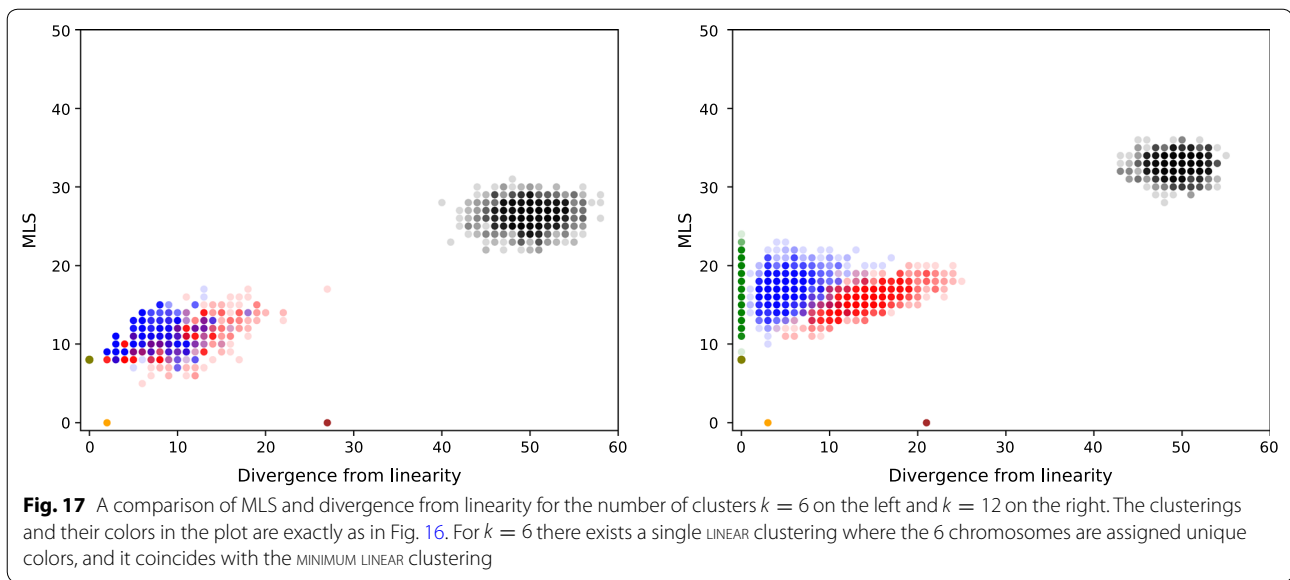 50
40
30
20
10
0
MLS
0 10 20 30 40 50 60
Divergence from linearity
50
40
30
20
10
0
MLS
0 10 20 30 40 50 60
Divergence from linearity
Fig. 17 A comparison of MLS and divergence from linearity for the number of clusters k = 6 on the left and k = 12 on the right. The clusterings
and their colors in the plot are exactly as in Fig. 16. For k = 6 there exists a single LINEAR clustering where the 6 chromosomes are assigned unique
colors, and it coincides with the MINIMUM LINEAR clustering